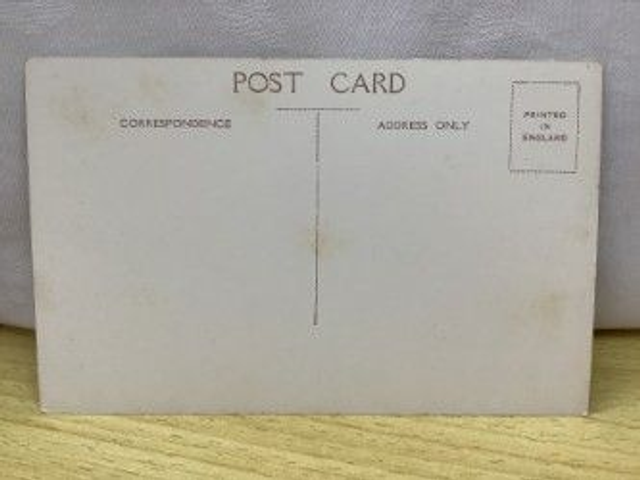 POST CARD
CORRESPONDENCE
ADDRESS ONLY
PRINTED
IN
ENGLAND